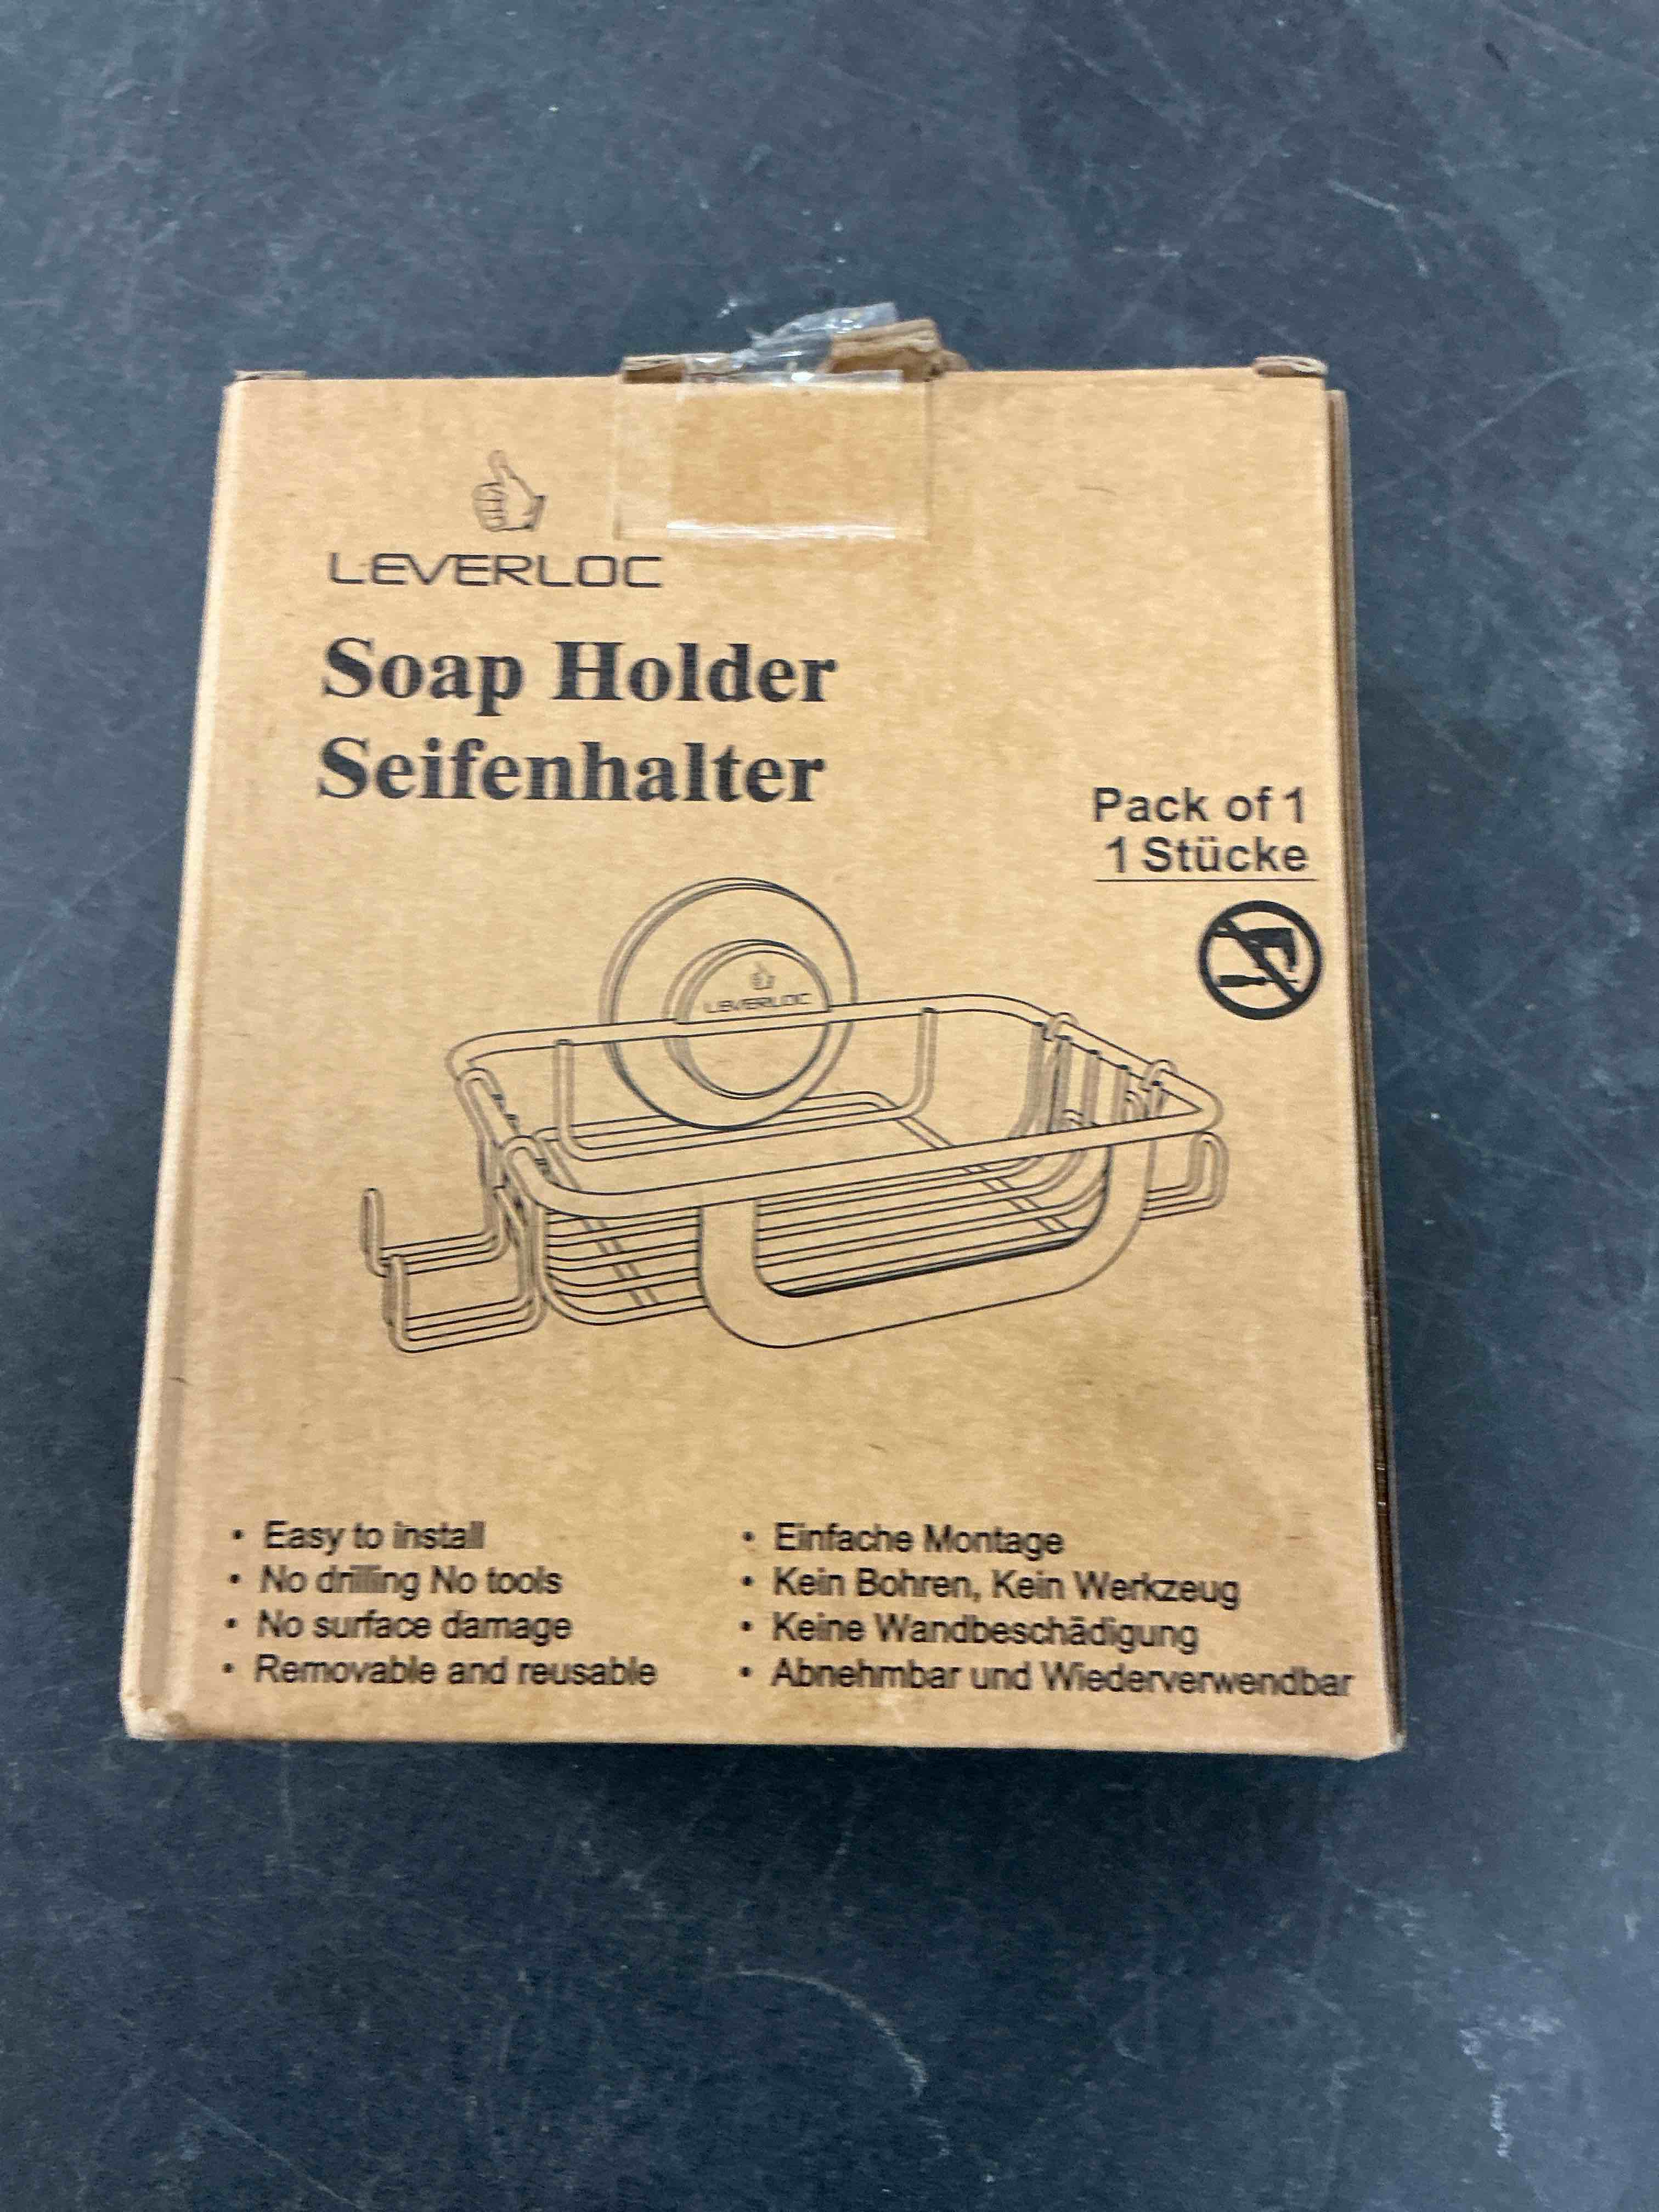 LEVERLOC
Soap Holder
Seifenhalter
Pack of 1
1 Stücke
LEVERLOC
• Easy to install
• No drilling No tools
• No surface damage
• Removable and reusable
• Einfache Montage
• Kein Bohren, Kein Werkzeug
• Keine Wandbeschädigung
• Abnehmbar und Wiederverwendbar